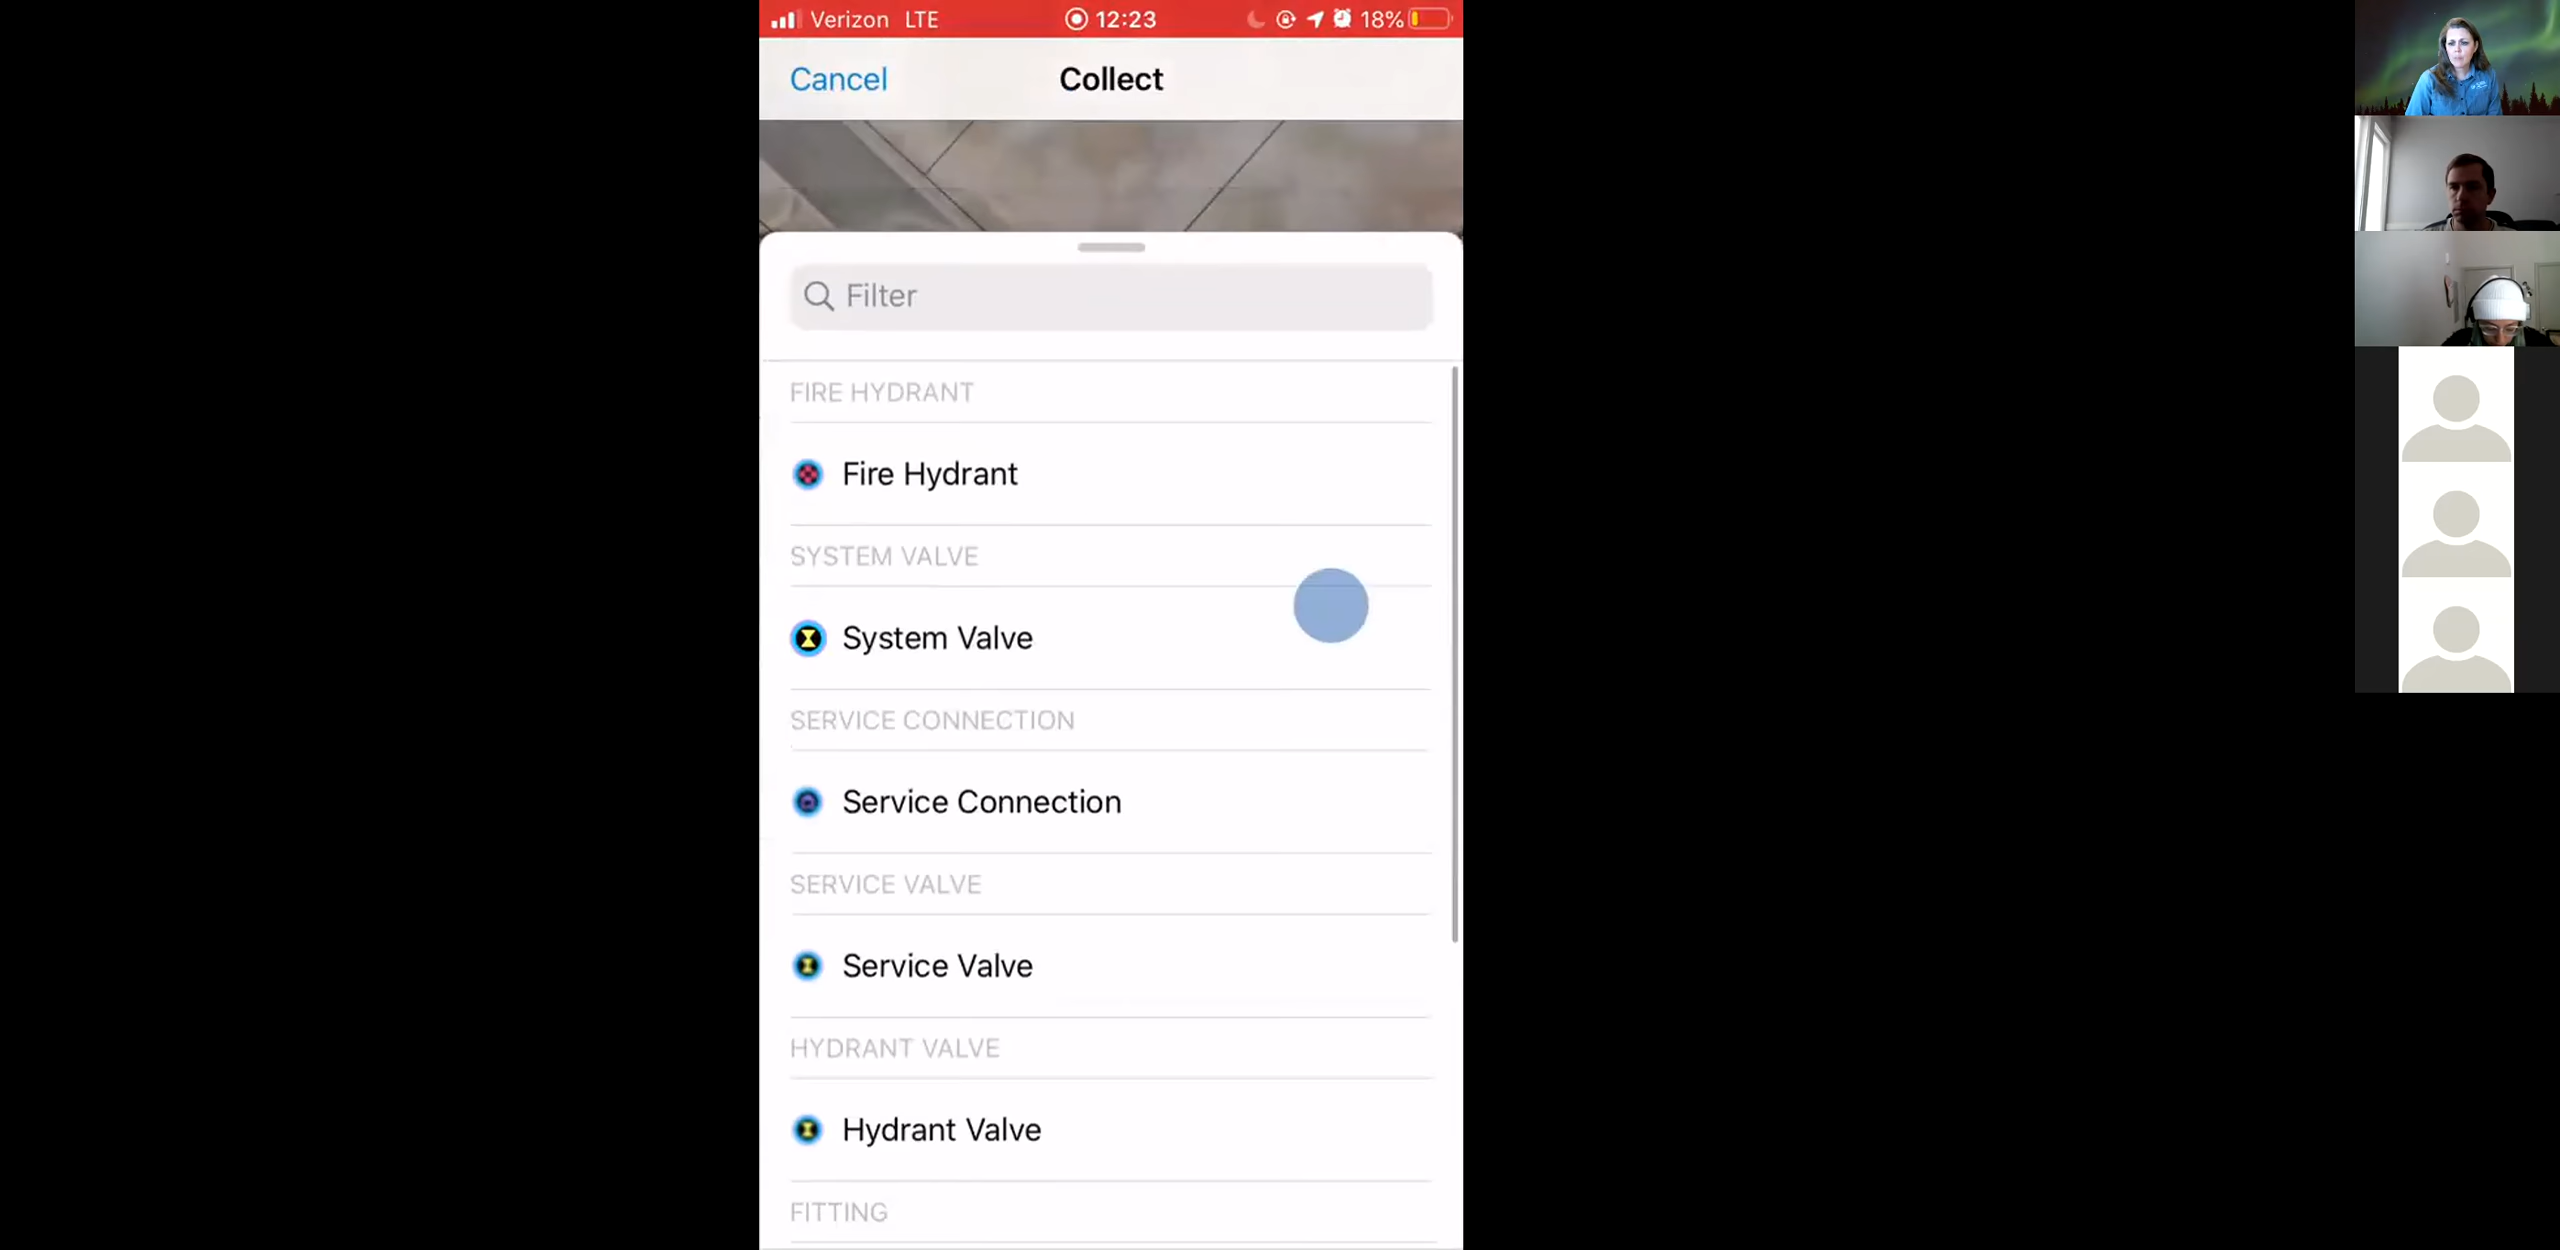 Verizon LTE 12:23 18%
Cancel Collect
Filter
FIRE HYDRANT
Fire Hydrant
SYSTEM VALVE
System Valve
SERVICE CONNECTION
Service Connection
SERVICE VALVE
Service Valve
HYDRANT VALVE
Hydrant Valve
FITTING